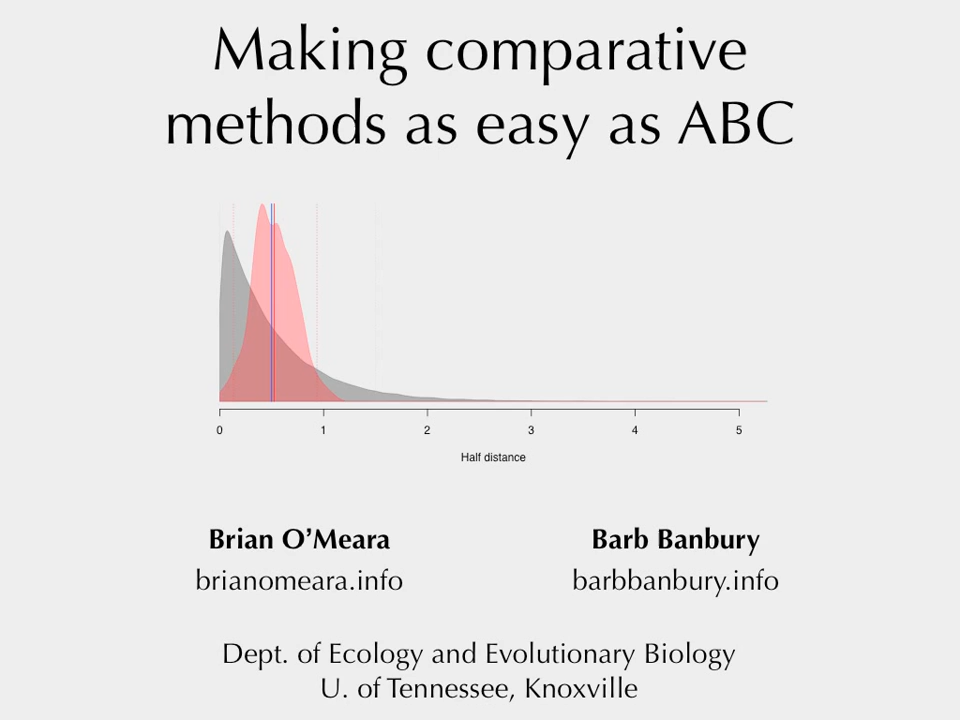 Making comparative
methods as easy as ABC
0 1 2 3 4 5
Half distance
Brian O’Meara
Barb Banbury
brianomeara.info
barbbanbury.info
Dept. of Ecology and Evolutionary Biology
U. of Tennessee, Knoxville